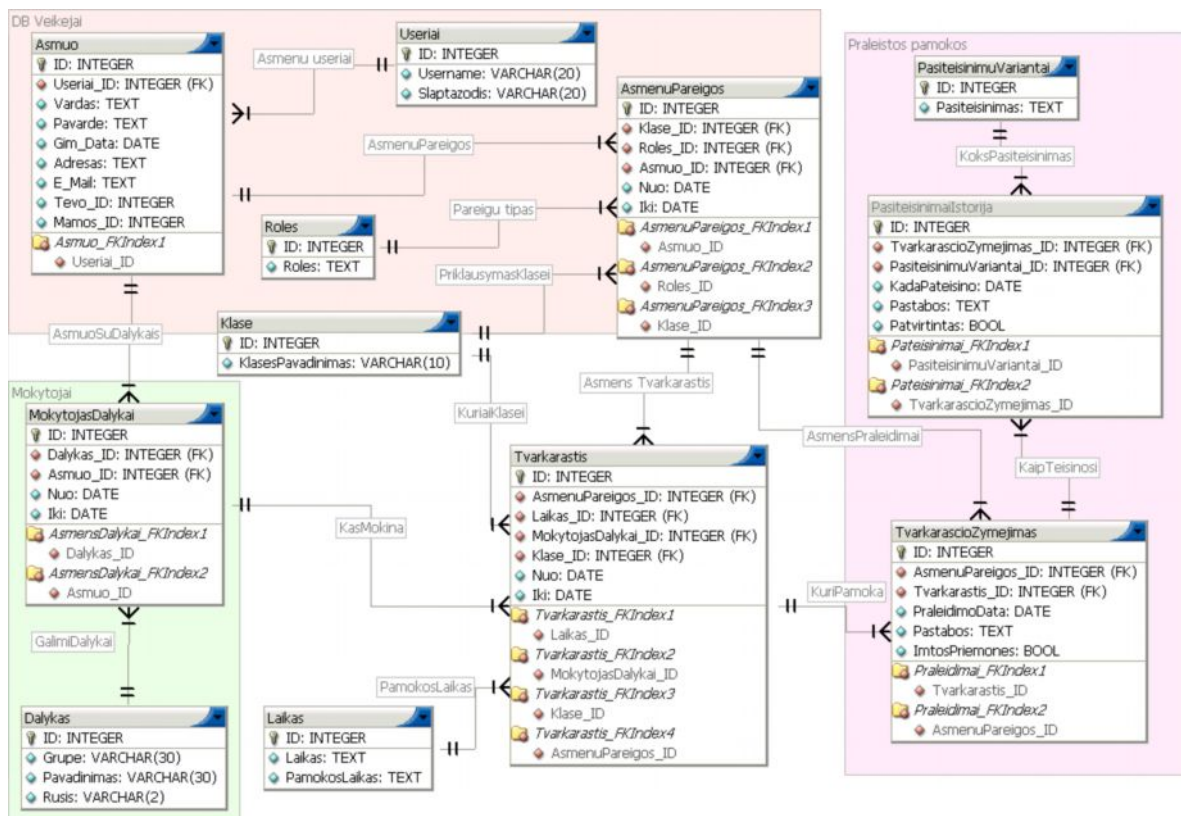 DB Veikejai
Asmuo
ID: INTEGER
Useriai_ID: INTEGER (FK)
Vardas: TEXT
Pavarde: TEXT
Gim_Data: DATE
Adresas: TEXT
E_Mail: TEXT
Tevo_ID: INTEGER
Mamos_ID: INTEGER
Asmuo_FKIndex1
Useriai_ID
Asmenu useriai
Useriai
ID: INTEGER
Username: VARCHAR(20)
Slaptazodis: VARCHAR(20)
AsmenuPareigos
Pareigu tipas
Roles
ID: INTEGER
Roles: TEXT
PriklausymasKlasei
AsmenuPareigos
ID: INTEGER
Klase_ID: INTEGER (FK)
Roles_ID: INTEGER (FK)
Asmuo_ID: INTEGER (FK)
Nuo: DATE
Iki: DATE
AsmenuPareigos_FKIndex1
Asmuo_ID
AsmenuPareigos_FKIndex2
Roles_ID
AsmenuPareigos_FKIndex3
Klase_ID
Praleistos pamokos
PasiteisinimuVariantai
ID: INTEGER
Pasiteisinimas: TEXT
KoksPasiteisinimas
PasiteisinimaiIstorija
ID: INTEGER
TvarkarascioZymejimas_ID: INTEGER (FK)
PasiteisinimuVariantai_ID: INTEGER (FK)
KadaPateisino: DATE
Pastabos: TEXT
Patvirtintas: BOOL
Pateisinimai_FKIndex1
PasiteisinimuVariantai_ID
Pateisinimai_FKIndex2
TvarkarascioZymejimas_ID
AsmuoSuDalykais
Klase
ID: INTEGER
KlasesPavadinimas: VARCHAR(10)
KuriaiKlasei
Asmens Tvarkarastis
AsmensPraleidimai
KaipTeisinosi
Mokytojai
MokytojasDalykai
ID: INTEGER
Dalykas_ID: INTEGER (FK)
Asmuo_ID: INTEGER (FK)
Nuo: DATE
Iki: DATE
AsmensDalykai_FKIndex1
Dalykas_ID
AsmensDalykai_FKIndex2
Asmuo_ID
GalimiDalykai
Dalykas
ID: INTEGER
Grupe: VARCHAR(30)
Pavadinimas: VARCHAR(30)
Rusis: VARCHAR(2)
KasMokina
PamokosLaikas
Laikas
ID: INTEGER
Laikas: TEXT
PamokosLaikas: TEXT
Tvarkarastis
ID: INTEGER
AsmenuPareigos_ID: INTEGER (FK)
Laikas_ID: INTEGER (FK)
MokytojasDalykai_ID: INTEGER (FK)
Klase_ID: INTEGER (FK)
Nuo: DATE
Iki: DATE
Tvarkarastis_FKIndex1
Laikas_ID
Tvarkarastis_FKIndex2
MokytojasDalykai_ID
Tvarkarastis_FKIndex3
Klase_ID
Tvarkarastis_FKIndex4
AsmenuPareigos_ID
KuriPamoka
TvarkarascioZymejimas
ID: INTEGER
AsmenuPareigos_ID: INTEGER (FK)
Tvarkarastis_ID: INTEGER (FK)
PraleidimoData: DATE
Pastabos: TEXT
ImtosPriemones: BOOL
Praleidimai_FKIndex1
Tvarkarastis_ID
Praleidimai_FKIndex2
AsmenuPareigos_ID